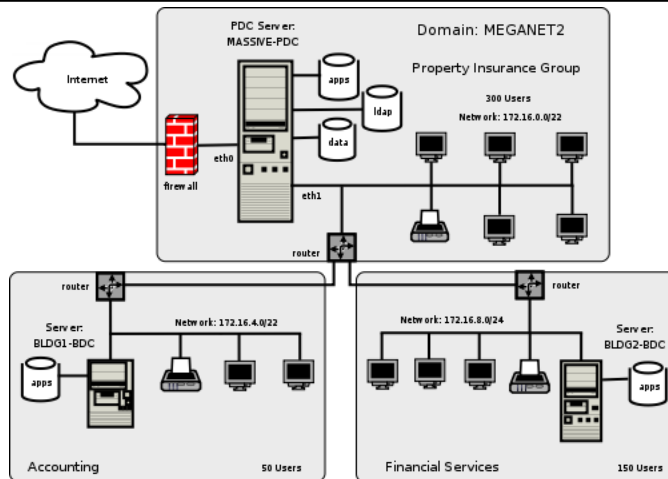 PDC Server:
MASSIVE-PDC
Domain: MEGANET2
Internet
apps
Property Insurance Group
ldap
300 Users
Network: 172.16.0.0/22
data
eth0
firewall
eth1
router
router
Network: 172.16.4.0/22
Server:
BLDG1-BDC
apps
Accounting
50 Users
router
Network: 172.16.8.0/24
Server:
BLDG2-BDC
apps
Financial Services
150 Users